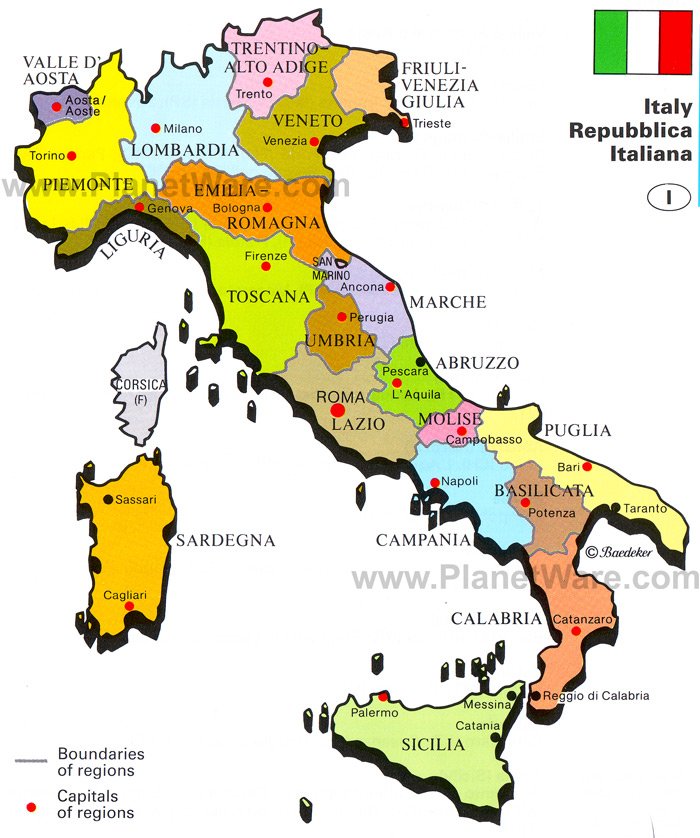 VALLE D'
AOSTA
Aosta/
Aoste
TRENTINO-
ALTO ADIGE
Trento
FRIULI-
VENEZIA
GIULIA
Trieste
Italy
Repubblica
Italiana
I
Milano
LOMBARDIA
VENETO
Venezia
Torino
PIEMONTE
www.PlanetWare.com
EMILIA-
Bologna
ROMAGNA
Genova
LIGURIA
Firenze
TOSCANA
SAN
MARINO
Ancona
MARCHE
Perugia
UMBRIA
ABRUZZO
Pescara
L'Aquila
CORSICA
(F)
ROMA
LAZIO
MOLISE
Campobasso
PUGLIA
Bari
Napoli
BASILICATA
Potenza
Taranto
Sassari
SARDEGNA
CAMPANIA
© Baedeker
www.PlanetWare.com
Cagliari
CALABRIA
Catanzaro
Reggio di Calabria
Messina
Palermo
Catania
SICILIA
Boundaries
of regions
Capitals
of regions